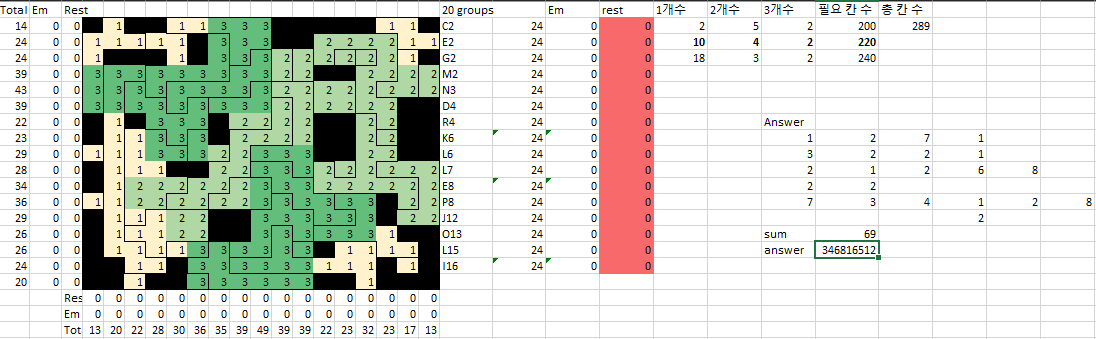 Total Em Rest 20 groups Em rest 1개수 2개수 3개수 필요 칸 수 총 칸 수
14 0 0 1 1 1 3 3 3 1 1 C2 24 0 0 2 5 2 200 289
24 0 0 1 1 1 1 1 3 3 3 2 2 2 2 1 1 E2 24 0 0 10 4 2 220
24 0 0 1 1 3 3 3 2 2 2 2 2 2 1 G2 24 0 0 18 3 2 240
39 0 0 3 3 3 3 3 3 3 3 3 2 2 2 2 2 2 M2 24 0 0
43 0 0 3 3 3 3 3 3 3 3 3 2 2 2 2 2 2 2 2 N3 24 0 0
39 0 0 3 3 3 3 3 3 3 3 3 2 2 2 2 2 2 D4 24 0 0
22 0 0 1 3 3 3 2 2 2 2 2 2 R4 24 0 0 Answer
23 0 0 1 1 3 3 3 2 2 2 2 2 2 K6 24 0 0 1 2 7 1
29 0 0 1 1 1 3 3 3 2 2 3 3 3 2 2 L6 24 0 0 3 2 2 1
28 0 0 1 1 1 2 2 3 3 3 2 2 2 2 2 2 L7 24 0 0 2 1 2 6 8
34 0 0 1 2 2 2 2 2 2 3 3 3 2 2 2 2 2 2 E8 24 0 0 2 2
36 0 0 1 1 2 2 2 2 2 2 3 3 3 3 3 3 2 2 P8 24 0 0 7 3 4 1 2 8
29 0 0 1 1 1 2 2 3 3 3 3 3 3 2 2 J12 24 0 0 2
26 0 0 1 1 1 2 2 3 3 3 3 3 3 1 O13 24 0 0 sum 69
26 0 0 1 1 1 1 3 3 3 3 3 3 1 1 1 1 L15 24 0 0 answer 346816512
24 0 0 1 1 3 3 3 3 3 3 1 1 1 1 I16 24 0 0
20 0 0 1 3 3 3 3 3 3 1
Res 0 0 0 0 0 0 0 0 0 0 0 0 0 0 0 0 0
Em 0 0 0 0 0 0 0 0 0 0 0 0 0 0 0 0 0
Tot 13 20 22 28 30 36 35 39 49 39 39 22 23 32 23 17 13